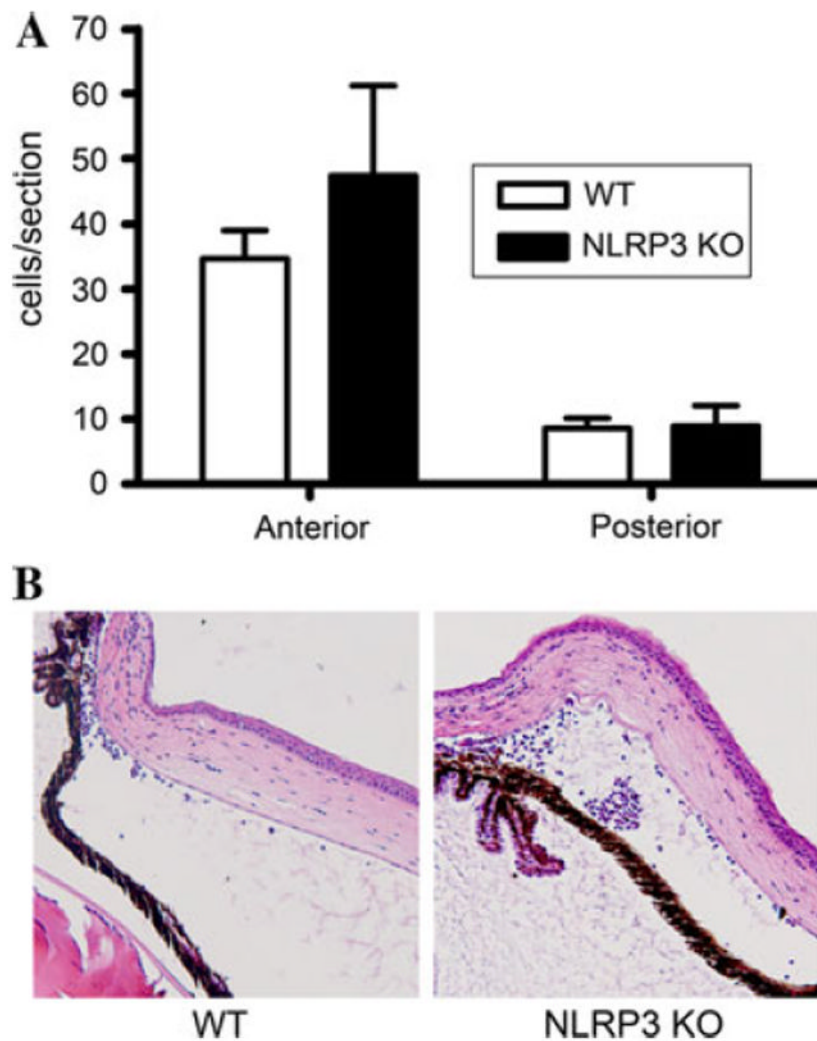 A
70
60
50
40
30
20
10
0
cells/section
WT
NLRP3 KO
Anterior
Posterior
B
WT
NLRP3 KO